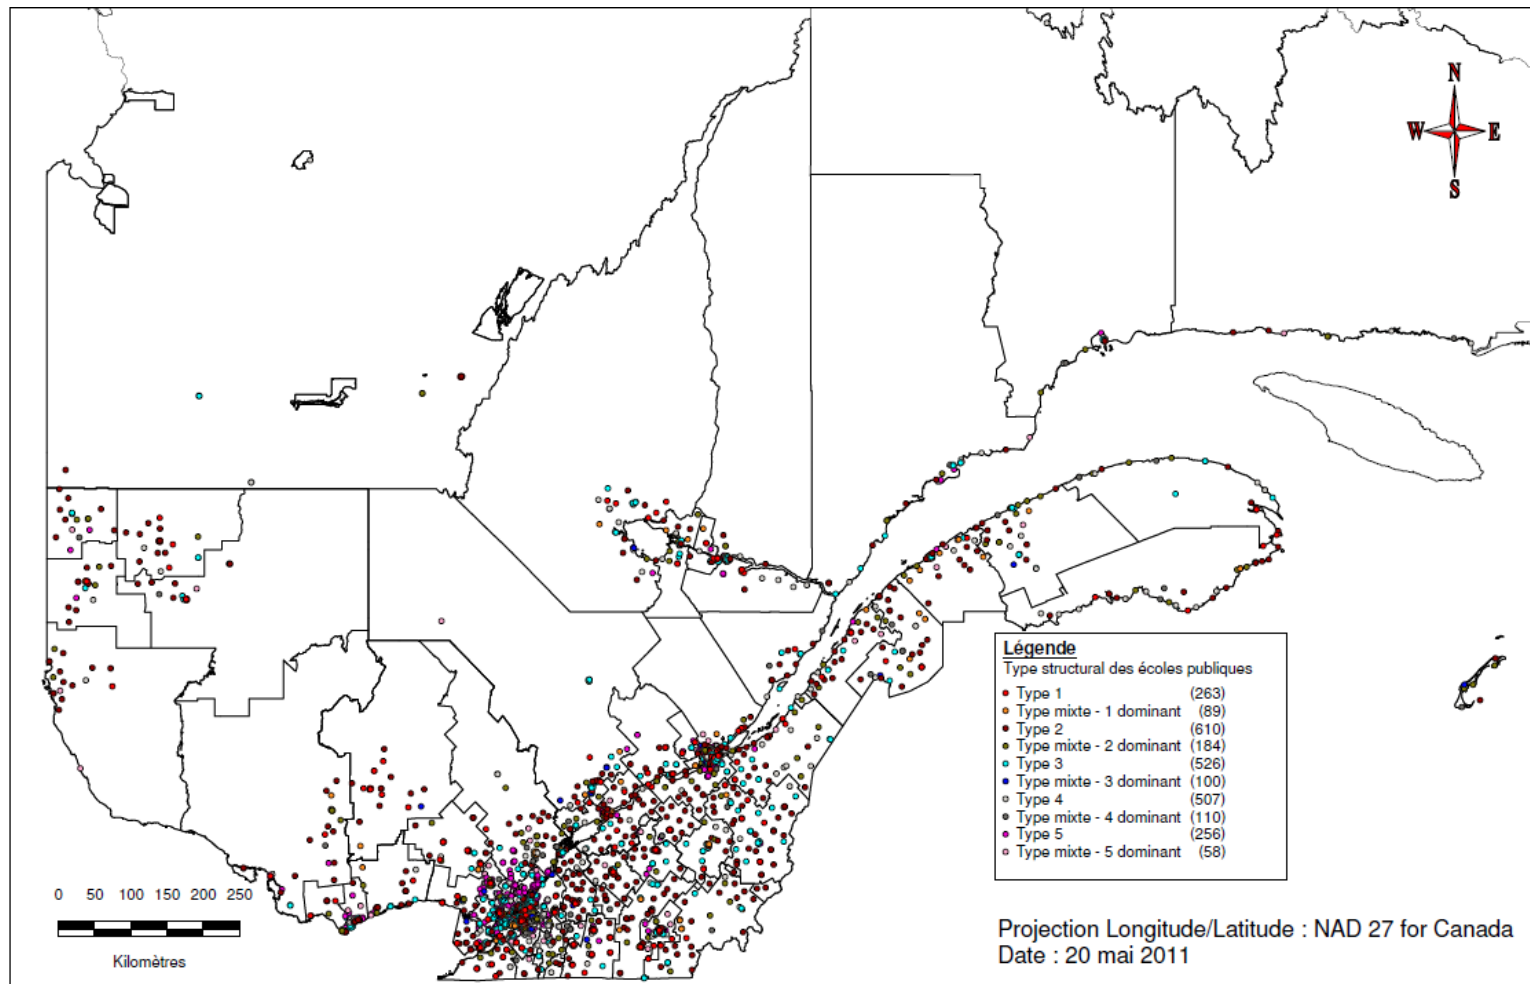 N
W E
S
Légende
Type structural des écoles publiques
Type 1 (263)
Type mixte - 1 dominant (89)
Type 2 (610)
Type mixte - 2 dominant (184)
Type 3 (526)
Type mixte - 3 dominant (100)
Type 4 (507)
Type mixte - 4 dominant (110)
Type 5 (256)
Type mixte - 5 dominant (58)
0 50 100 150 200 250
Kilomètres
Projection Longitude/Latitude : NAD 27 for Canada
Date : 20 mai 2011